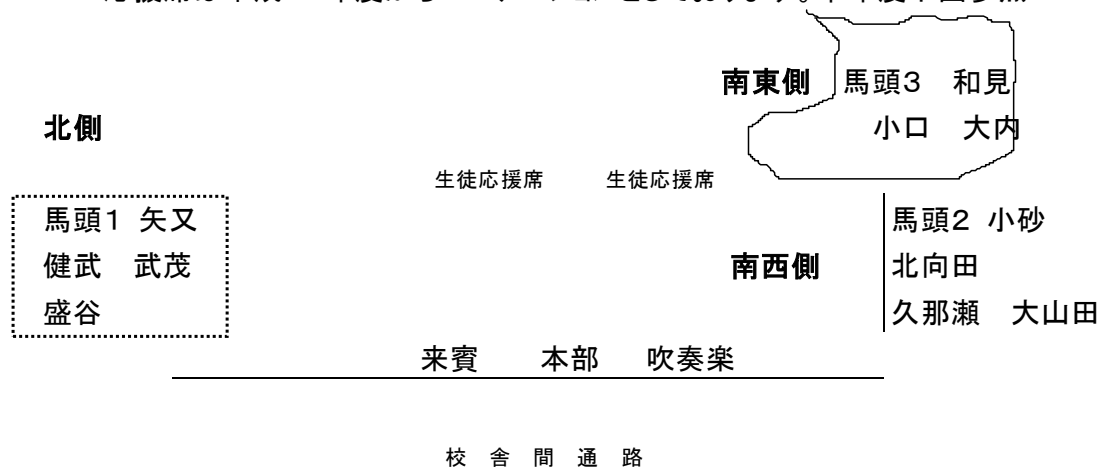 南東側 馬頭3 和見
北側 小口 大内
生徒応援席 生徒応援席
馬頭1 矢又 馬頭2 小砂
健武 武茂 南西側 北向田
盛谷 久那瀬 大山田
来賓 本部 吹奏楽
校舎間通路